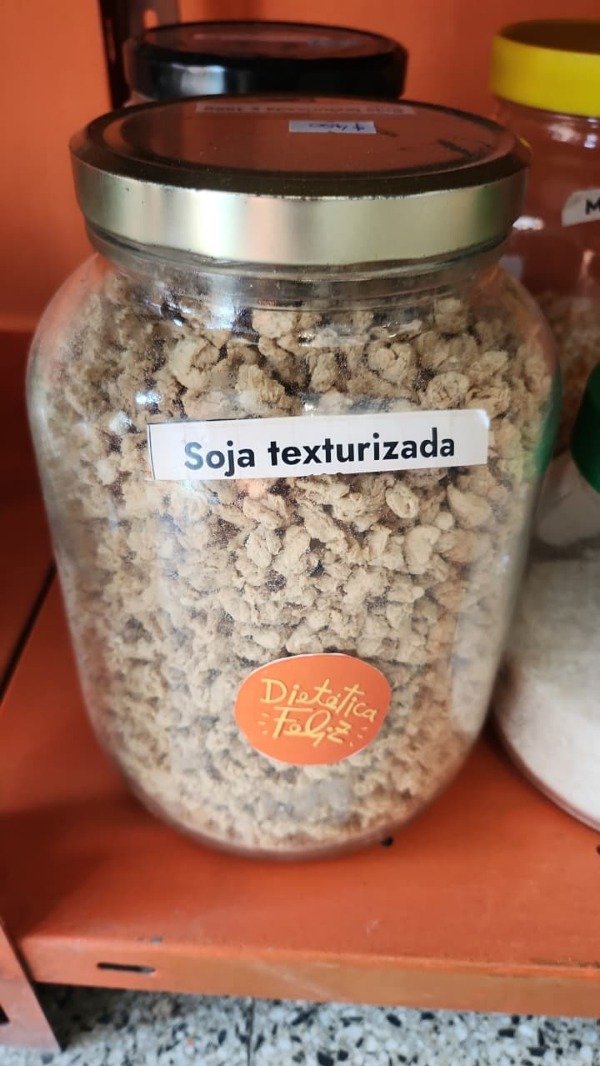 Soja texturizada
Dietética
Feliz
M